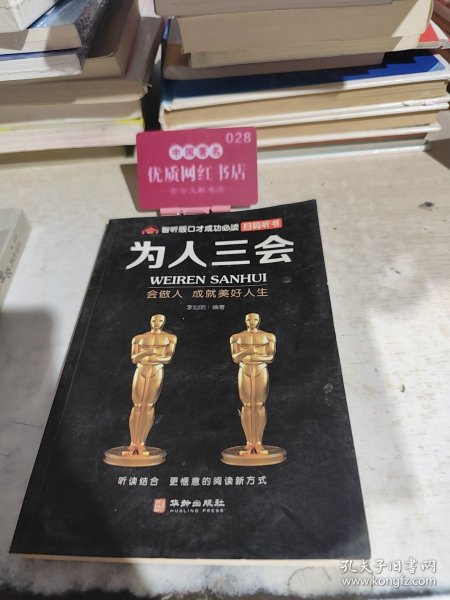 028
中国著名
优质网红书店
智听版口才成功必读 扫码听书
为人三会
WEIREN SANHUI
会做人 成就美好人生
编著
听读结合 更惬意的阅读新方式
华龄出版社
HUALING PRESS
孔夫子旧书网
www.kongfz.com